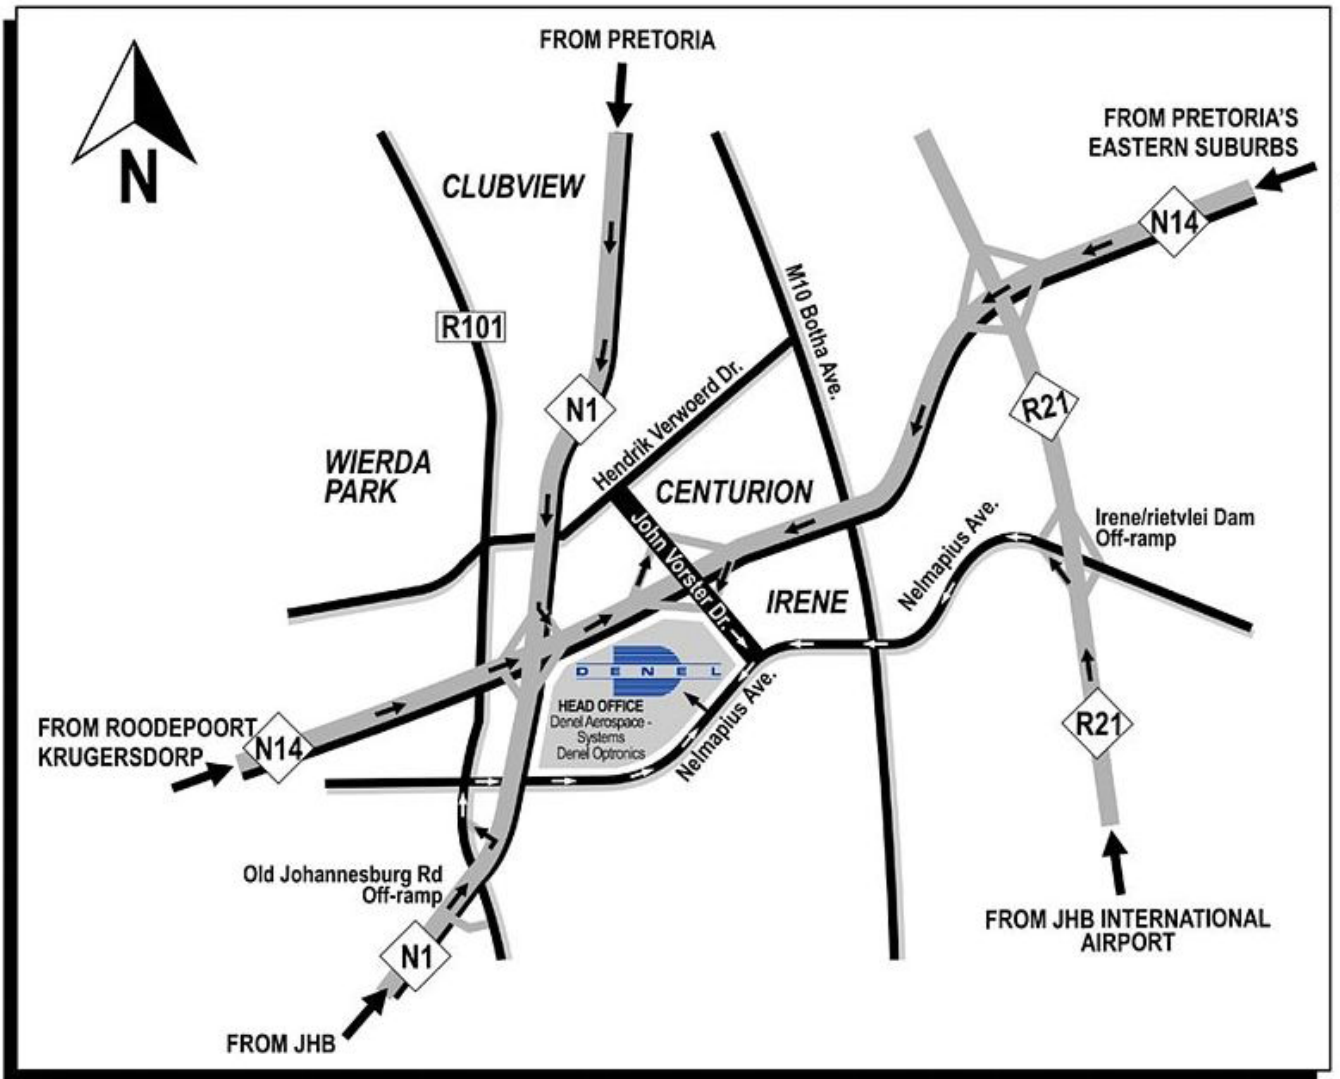 FROM PRETORIA
FROM PRETORIA'S
EASTERN SUBURBS
N
CLUBVIEW
N14
M10 Botha Ave.
R101
Hendrik Verwoerd Dr.
N1
R21
WIERDA
PARK
CENTURION
John Vorster Dr.
Nelmapius Ave.
Irene/rietvlei Dam
Off-ramp
IRENE
DENEL
HEAD OFFICE
Denel Aerospace -
Systems
Denel Optronics
Nelmapius Ave.
FROM ROODEPOORT
KRUGERSDORP
N14
R21
Old Johannesburg Rd
Off-ramp
N1
FROM JHB INTERNATIONAL
AIRPORT
FROM JHB